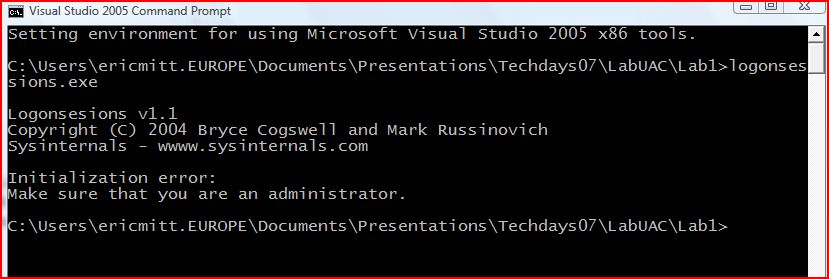 Visual Studio 2005 Command Prompt
Setting environment for using Microsoft Visual Studio 2005 x86 tools.
C:\Users\ericmitt.EUROPE\Documents\Presentations\Techdays07\LabUAC\Lab1>logonses
sions.exe
Logonsesions v1.1
Copyright (C) 2004 Bryce Cogswell and Mark Russinovich
Sysinternals - wwww.sysinternals.com
Initialization error:
Make sure that you are an administrator.
C:\Users\ericmitt.EUROPE\Documents\Presentations\Techdays07\LabUAC\Lab1>